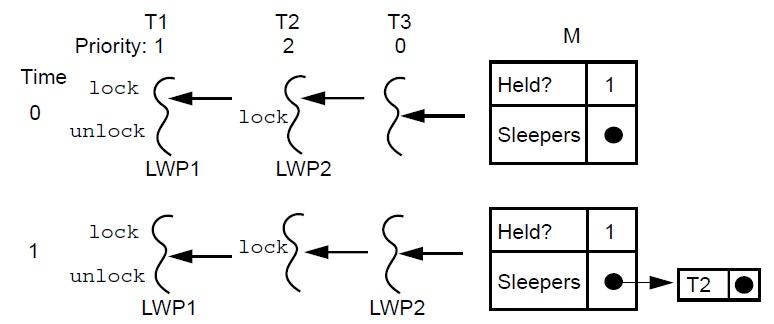 T1 T2 T3
Priority: 1 2 0 M
Time
0
lock
lock
unlock
LWP1 LWP2
Held? 1
Sleepers
1
lock
lock
unlock
LWP1 LWP2
Held? 1
Sleepers
T2